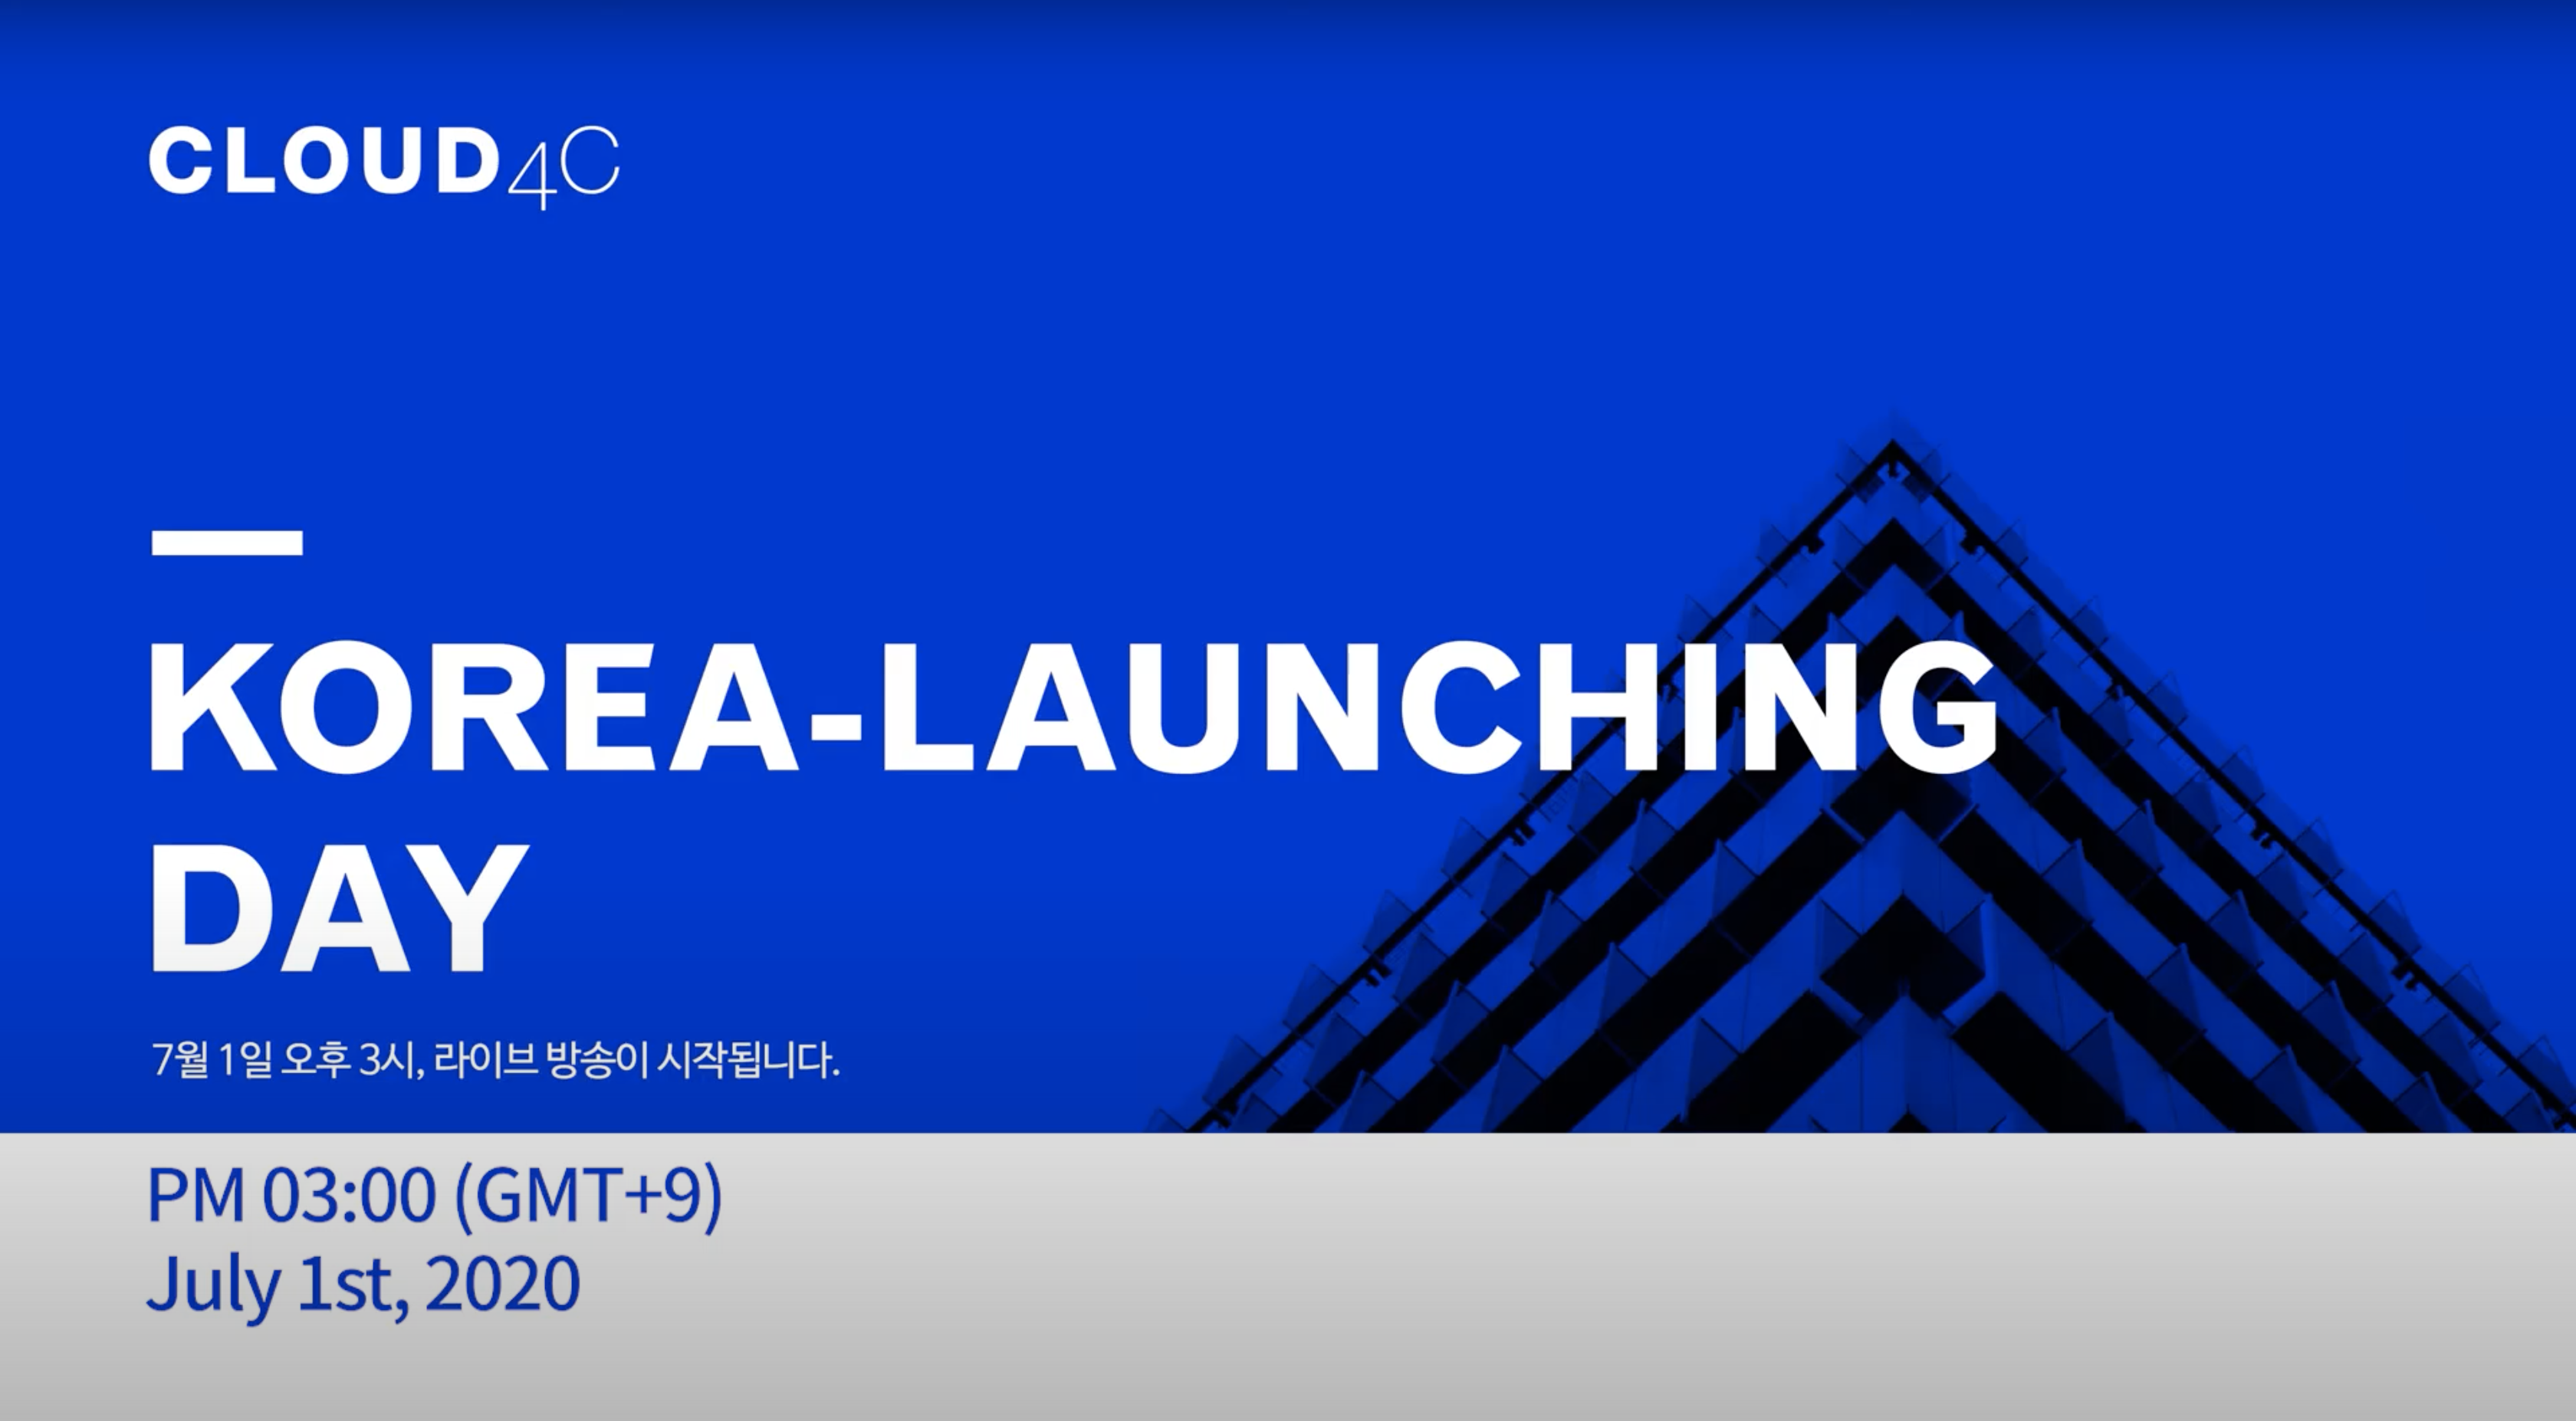 CLOUD4C
KOREA-LAUNCHING
DAY
7월 1일 오후 3시, 라이브 방송이 시작됩니다.
PM 03:00 (GMT+9)
July 1st, 2020